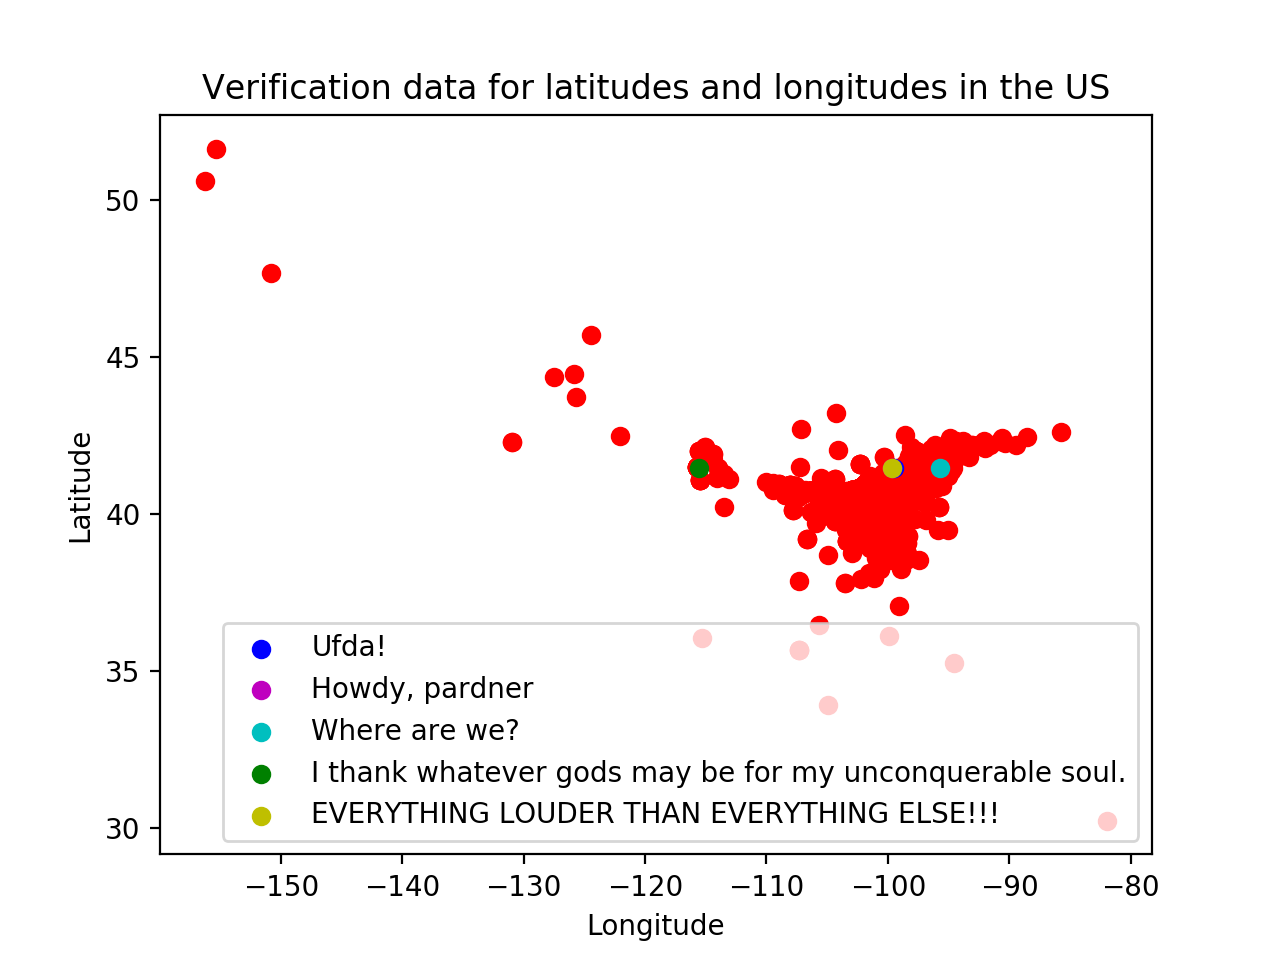 Verification data for latitudes and longitudes in the US
50
45
40
35
30
Latitude
Ufda!
Howdy, pardner
Where are we?
I thank whatever gods may be for my unconquerable soul.
EVERYTHING LOUDER THAN EVERYTHING ELSE!!!
−150 −140 −130 −120 −110 −100 −90 −80
Longitude